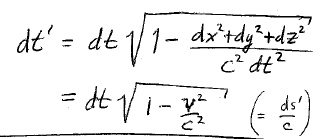 dt' = dt √(1 - (dx²+dy²+dz²)/(c² dt²))
= dt √(1 - v²/c²) (= ds'/c)